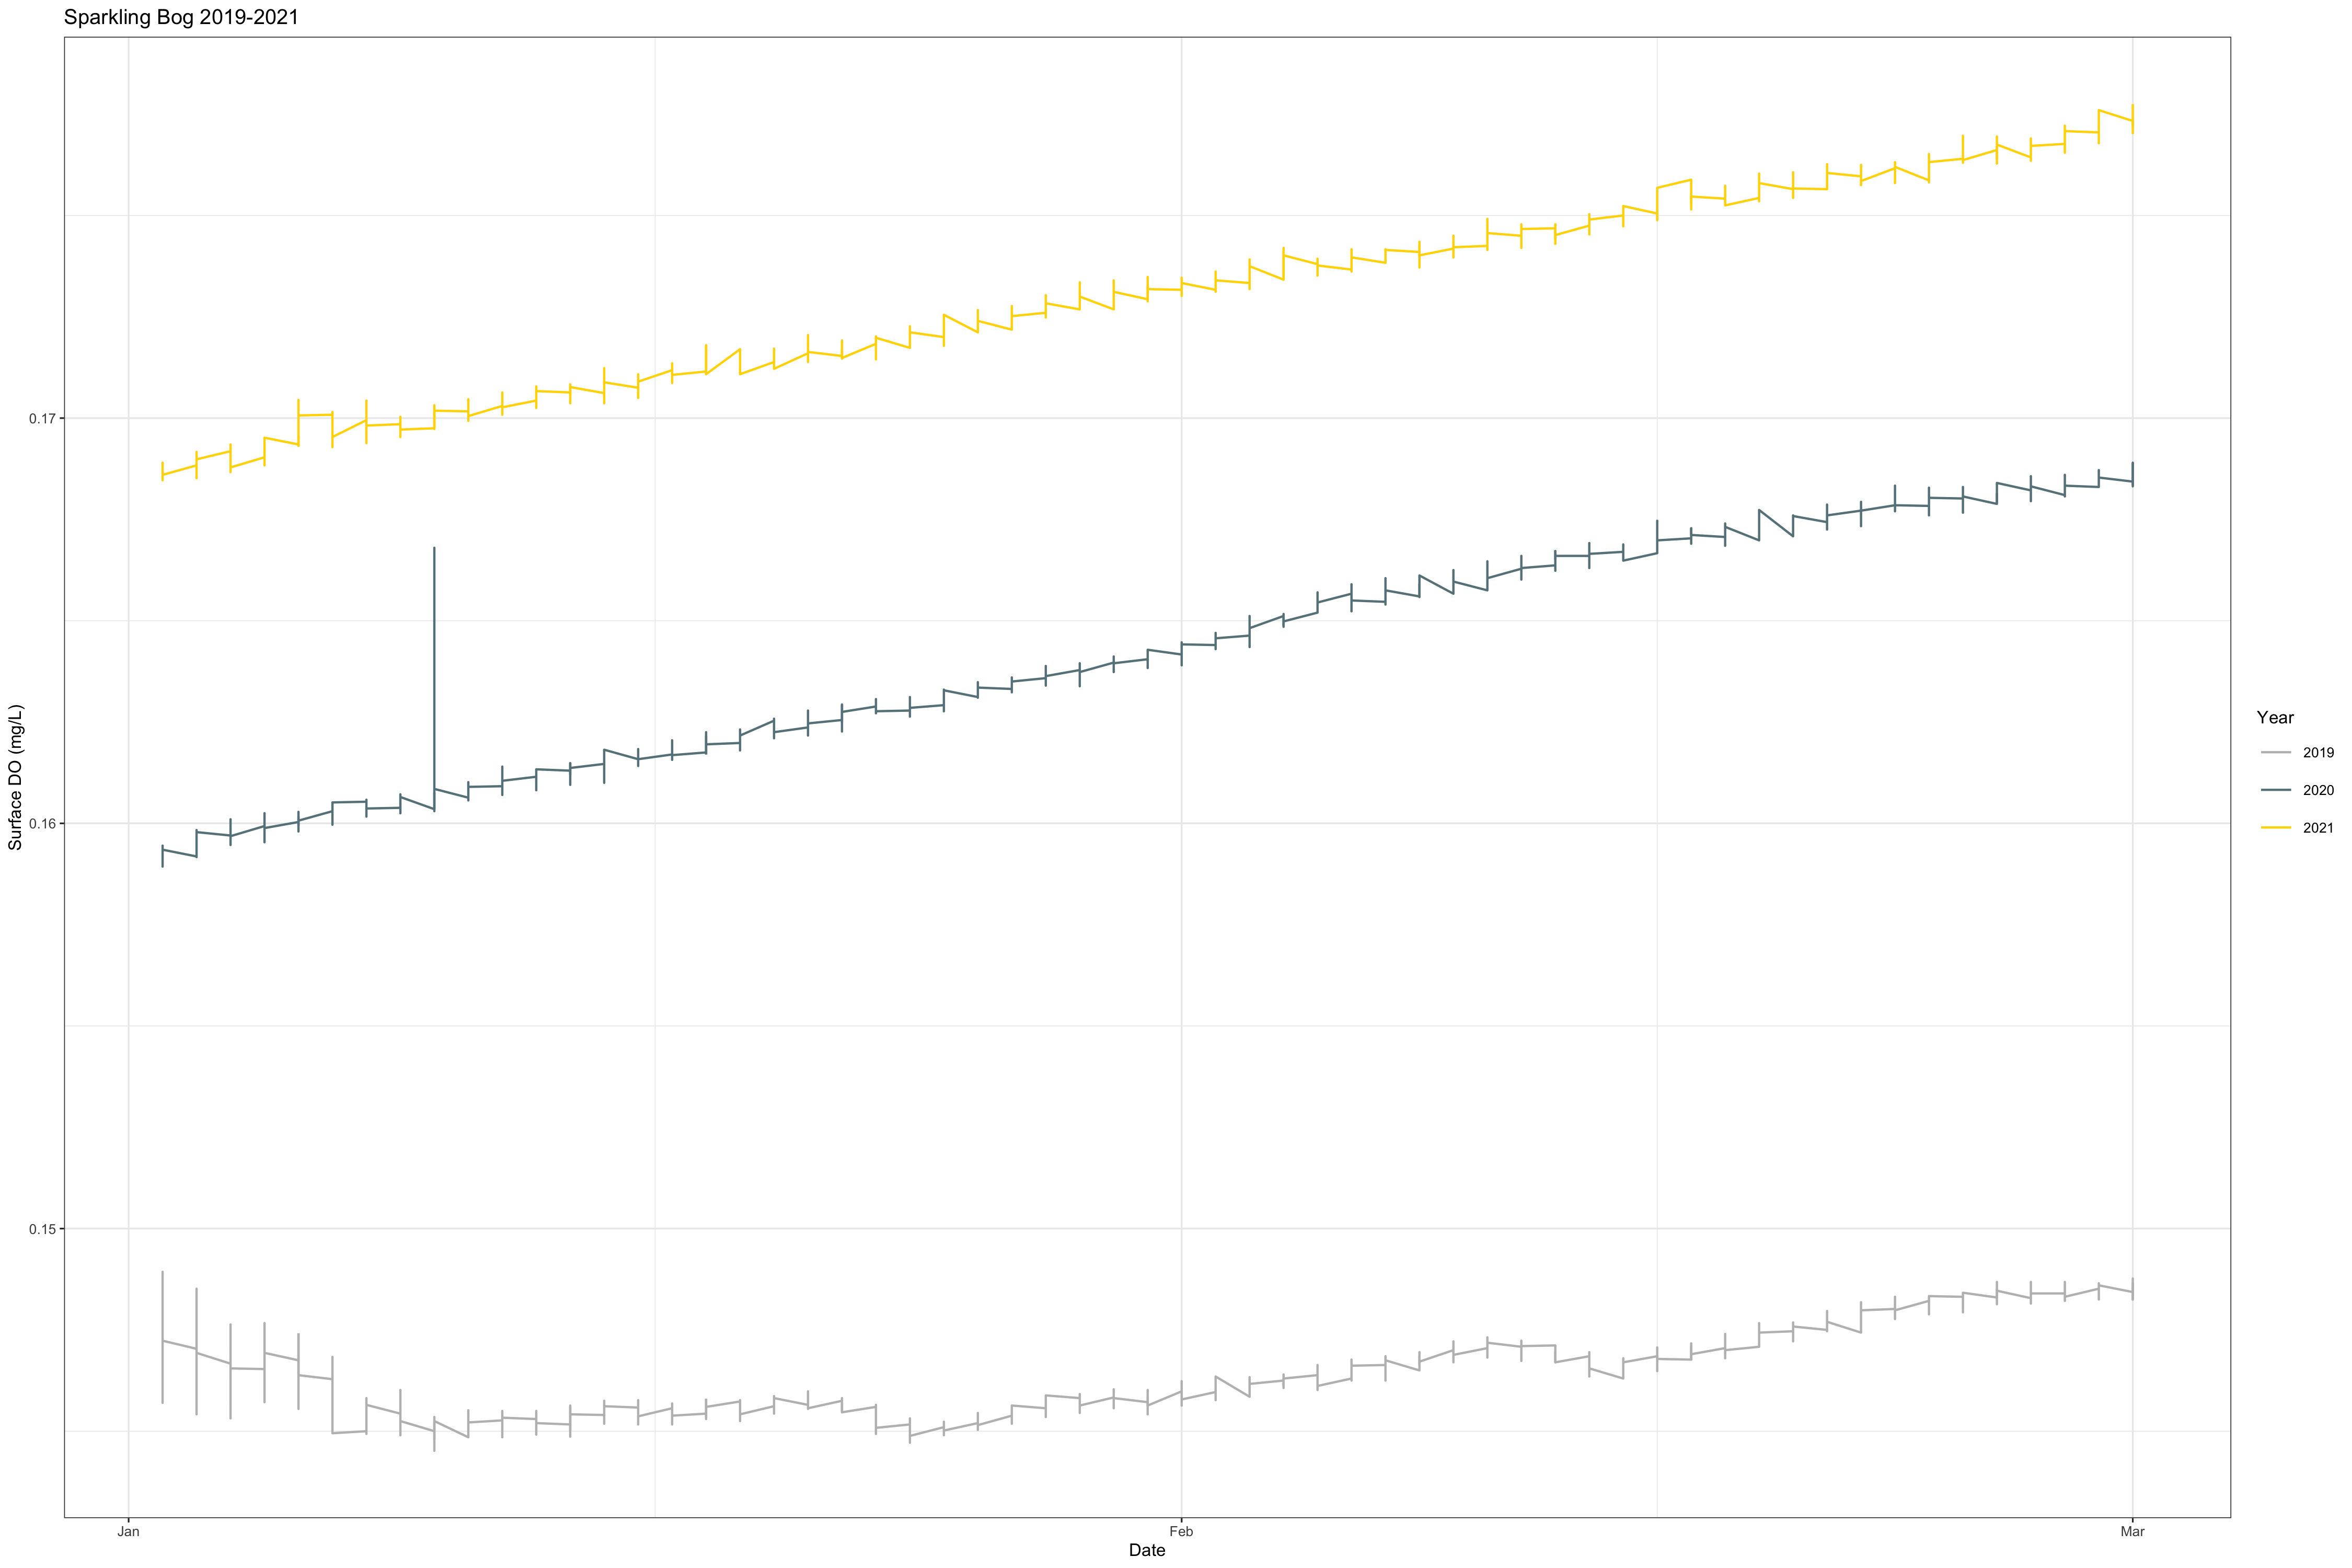 Sparkling Bog 2019-2021
Surface DO (mg/L)
0.17
0.16
0.15
Jan
Feb
Mar
Date
Year
2019
2020
2021